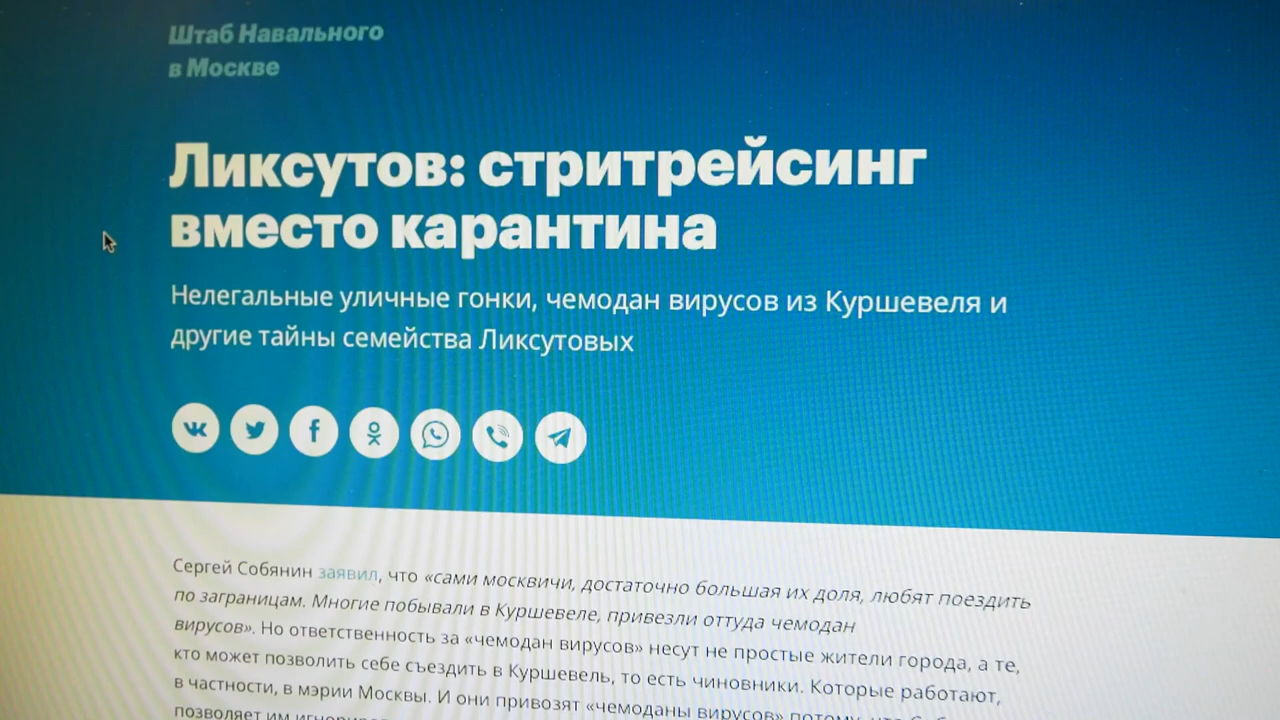 Штаб Навального
в Москве
Ликсутов: стритрейсинг
вместо карантина
Нелегальные уличные гонки, чемодан вирусов из Куршевеля и
другие тайны семейства Ликсутовых
Сергей Собянин заявил, что «сами москвичи, достаточно большая их доля, любят поездить
по заграницам. Многие побывали в Куршевеле, привезли оттуда чемодан
вирусов». Но ответственность за «чемодан вирусов» несут не простые жители города, а те,
кто может позволить себе съездить в Куршевель, то есть чиновники. Которые работают,
в частности, в мэрии Москвы. И они привозят «чемоданы вирусов» потому, что
позволяет им